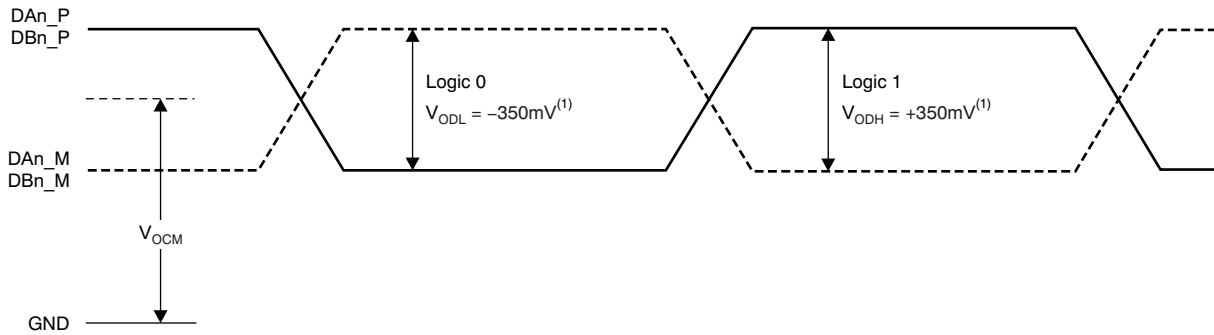 DAn_P
DBn_P
Logic 0
V_ODL = –350mV(1)
Logic 1
V_ODH = +350mV(1)
DAn_M
DBn_M
V_OCM
GND